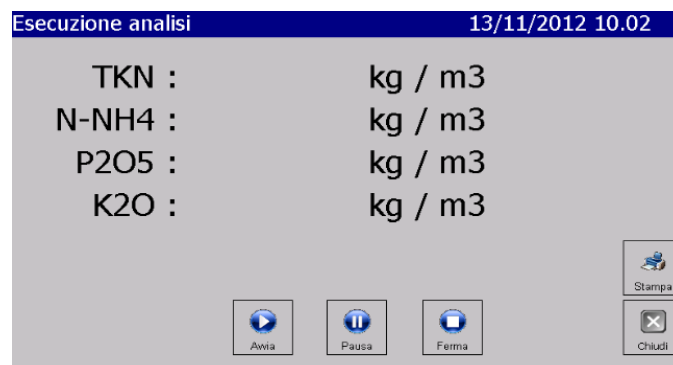 Esecuzione analisi 13/11/2012 10.02
TKN : kg / m3
N-NH4 : kg / m3
P2O5 : kg / m3
K2O : kg / m3
Stampa
Avvia Pausa Ferma Chiudi